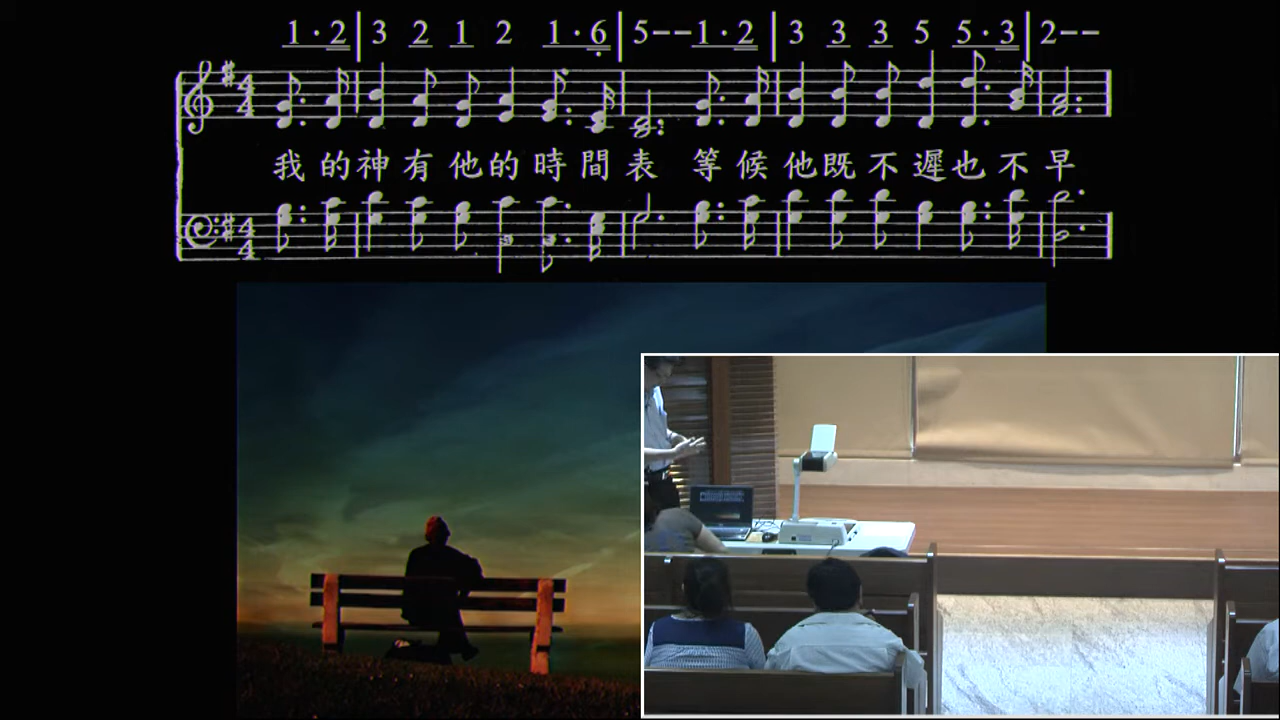 1·2|3 2 1 2 1·6|5--1·2|3 3 3 5 5·3|2--
我的神有他的時間表 等候他既不遲也不早